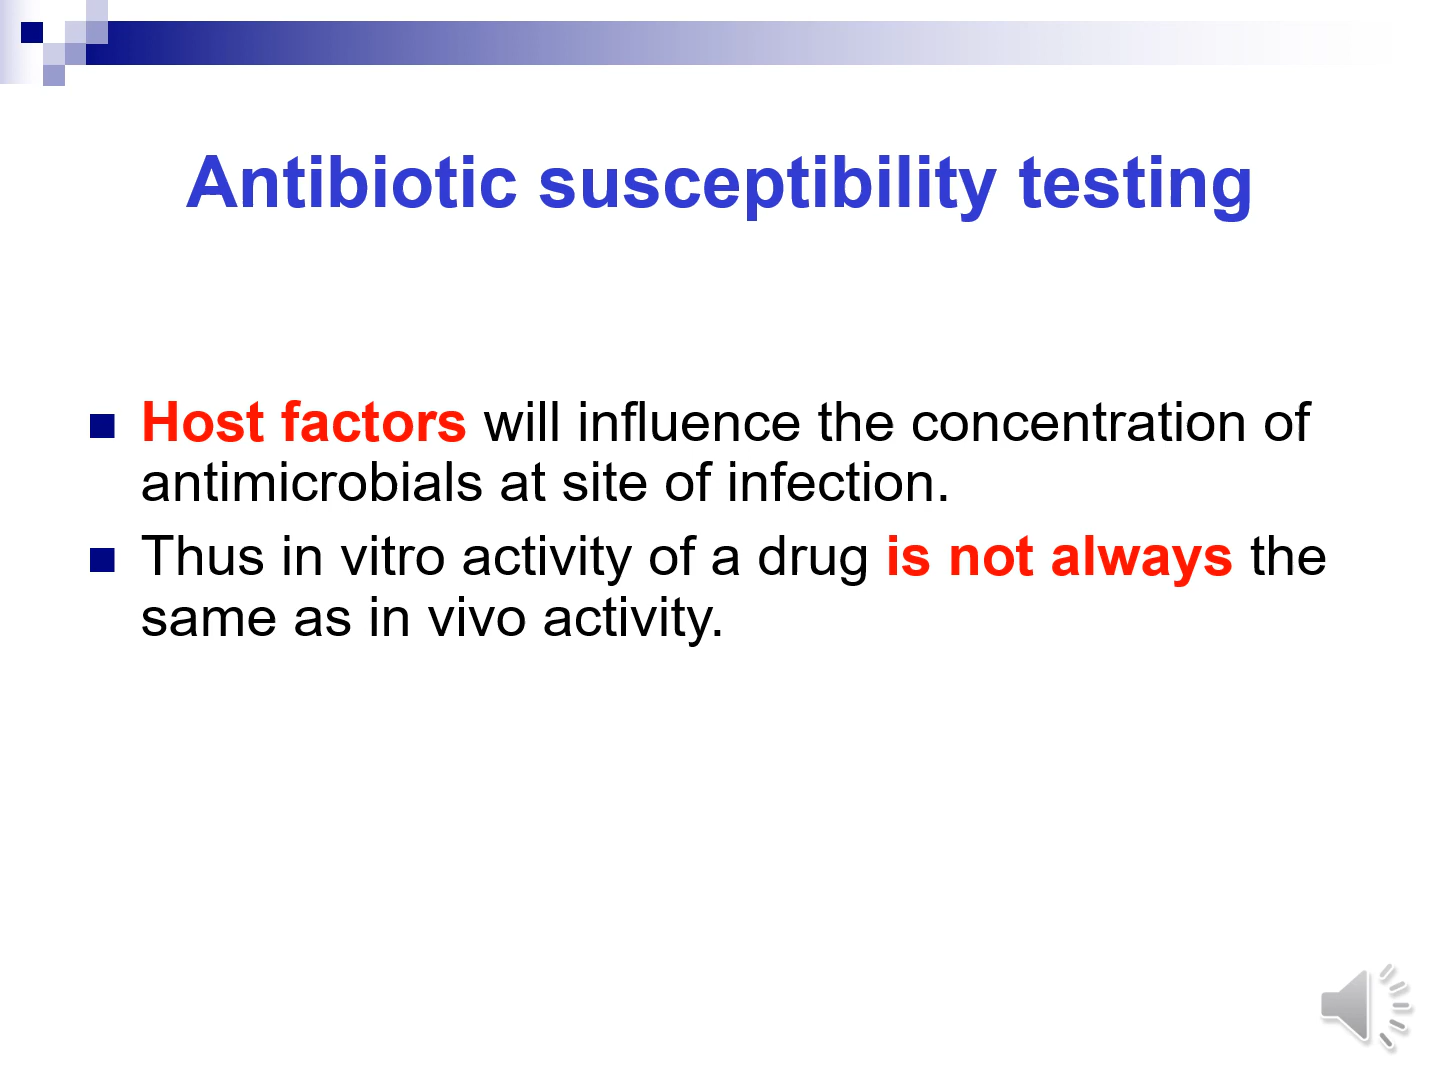 Antibiotic susceptibility testing
Host factors will influence the concentration of
antimicrobials at site of infection.
Thus in vitro activity of a drug is not always the
same as in vivo activity.